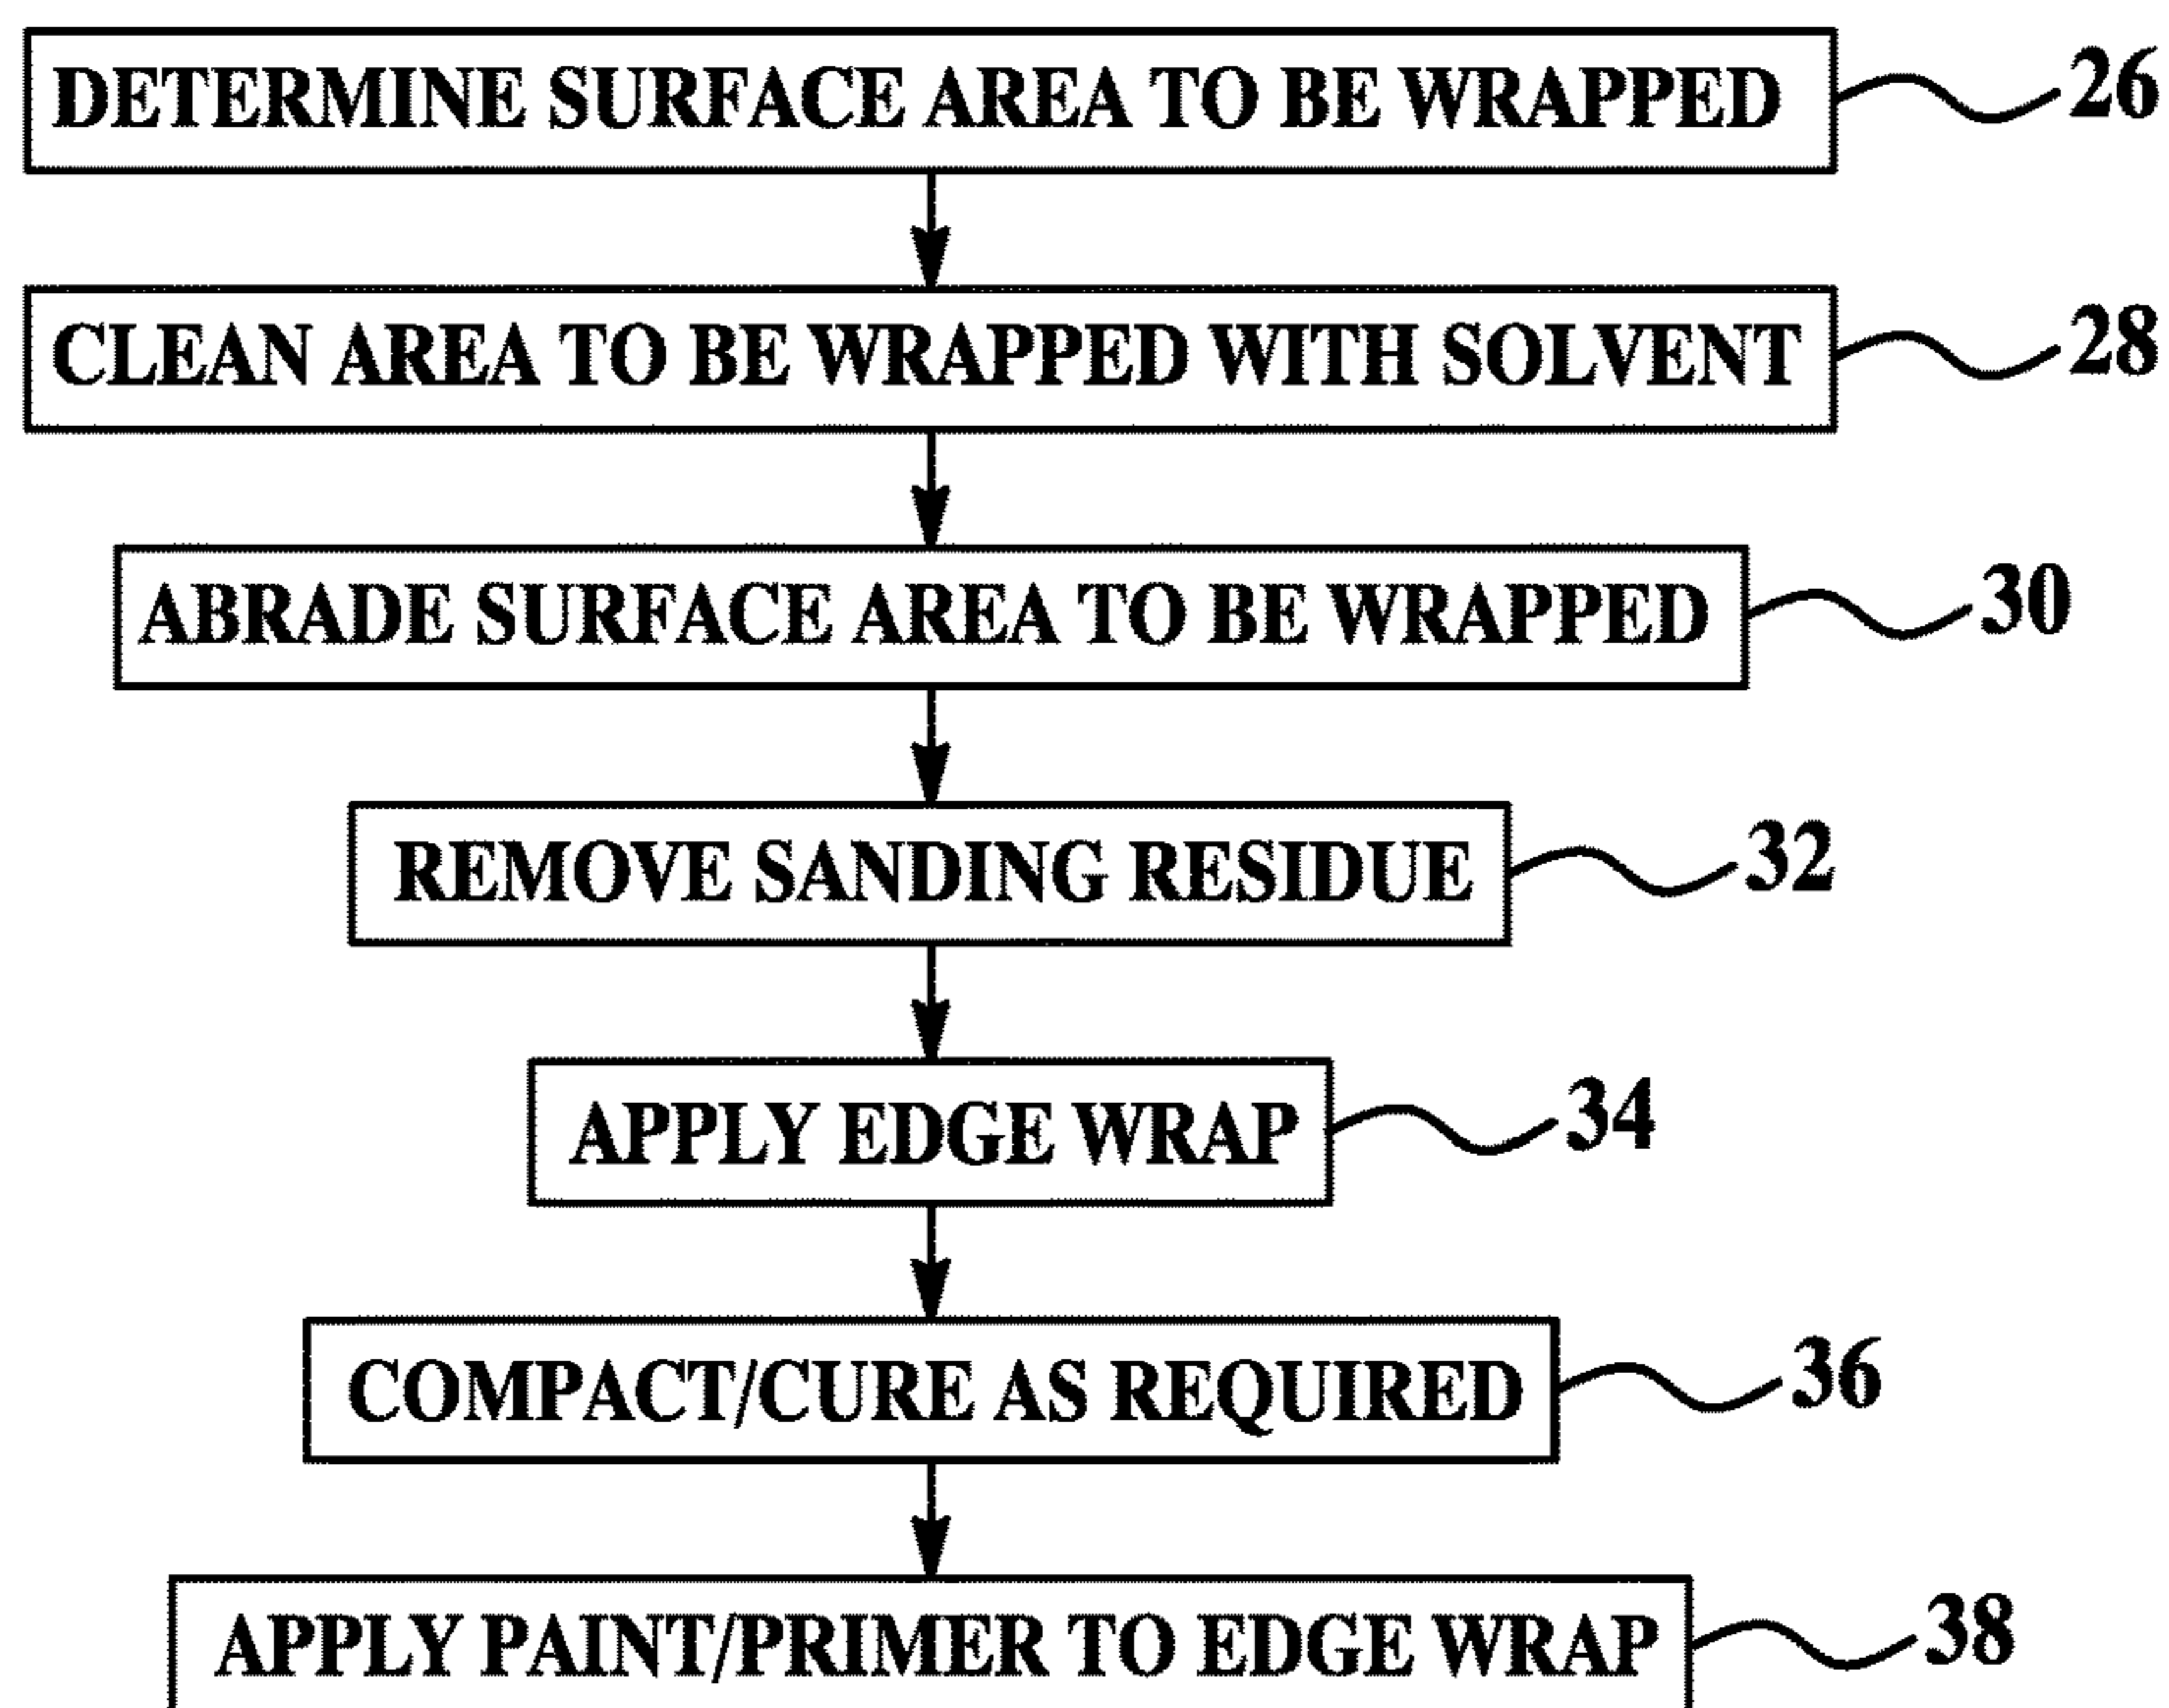 DETERMINE SURFACE AREA TO BE WRAPPED 26
CLEAN AREA TO BE WRAPPED WITH SOLVENT 28
ABRADE SURFACE AREA TO BE WRAPPED 30
REMOVE SANDING RESIDUE 32
APPLY EDGE WRAP 34
COMPACT/CURE AS REQUIRED 36
APPLY PAINT/PRIMER TO EDGE WRAP 38